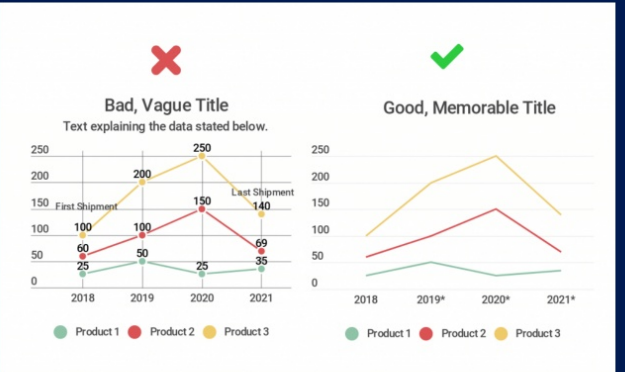 Bad, Vague Title
Text explaining the data stated below.
250
200
150
100
50
0
First Shipment
Last Shipment
100
200
250
140
60
100
150
69
25
50
25
35
2018 2019 2020 2021
Product 1 Product 2 Product 3
Good, Memorable Title
250
200
150
100
50
0
2018 2019* 2020* 2021*
Product 1 Product 2 Product 3